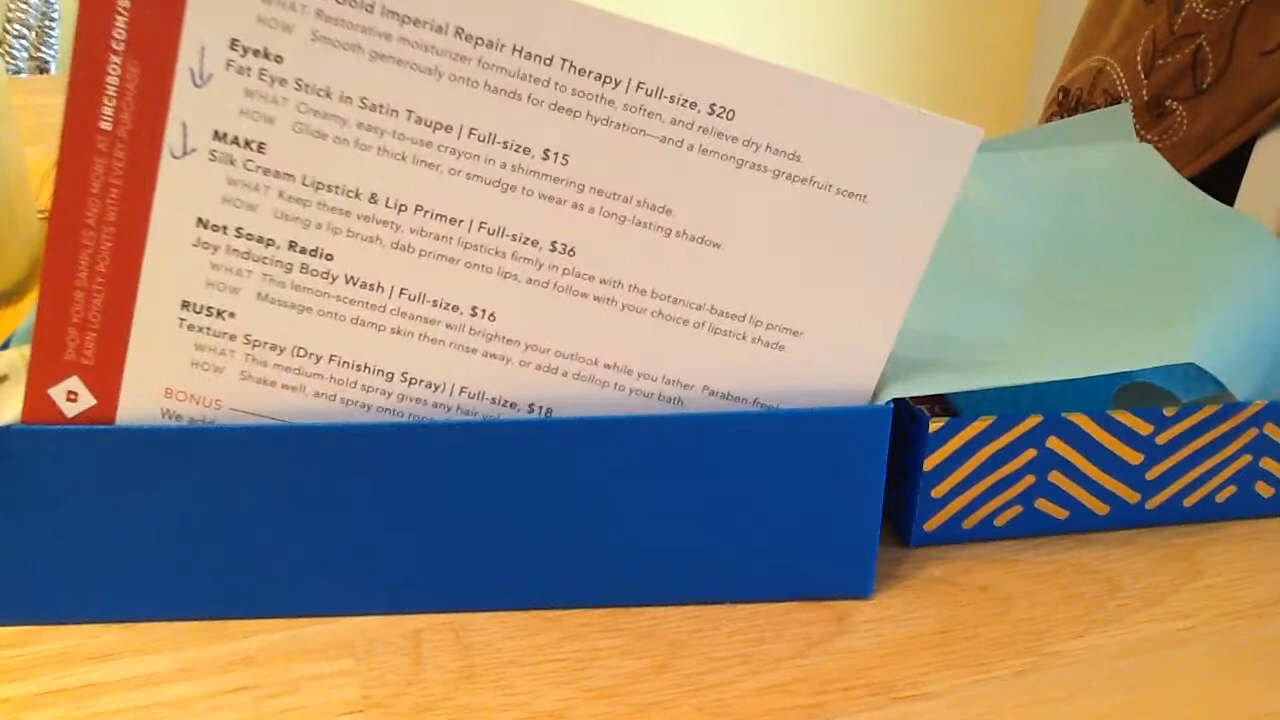 Gold Imperial Repair Hand Therapy | Full-size, $20
WHAT Restorative moisturizer formulated to soothe, soften, and relieve dry hands.
HOW Smooth generously onto hands for deep hydration—and a lemongrass-grapefruit scent.
Eyeko
Fat Eye Stick in Satin Taupe | Full-size, $15
WHAT Creamy, easy-to-use crayon in a shimmering neutral shade.
HOW Glide on for thick liner, or smudge to wear as a long-lasting shadow.
MAKE
Silk Cream Lipstick & Lip Primer | Full-size, $36
WHAT Keep these velvety, vibrant lipsticks firmly in place with the botanical-based lip primer.
HOW Using a lip brush, dab primer onto lips, and follow with your choice of lipstick shade.
Not Soap, Radio
Joy Inducing Body Wash | Full-size, $16
WHAT This lemon-scented cleanser will brighten your outlook while you lather. Paraben-free!
HOW Massage onto damp skin then rinse away, or add a dollop to your bath.
RUSK®
Texture Spray (Dry Finishing Spray) | Full-size, $18
WHAT This medium-hold spray gives any hair
HOW Shake well, and spray onto
BONUS
We
SHOP YOUR SAMPLES AND MORE AT BIRCHBOX.COM/S
EARN LOYALTY POINTS WITH EVERY PURCHASE!